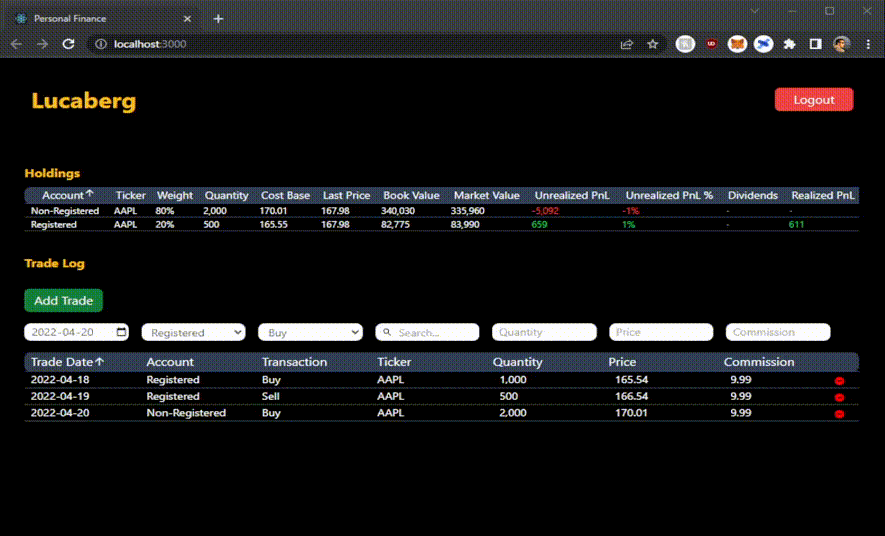 Personal Finance
localhost:3000
Lucaberg
Logout
Holdings
Account Ticker Weight Quantity Cost Base Last Price Book Value Market Value Unrealized PnL Unrealized PnL % Dividends Realized PnL
Non-Registered AAPL 80% 2,000 170.01 167.98 340,030 335,960 -5,092 -1% - -
Registered AAPL 20% 500 165.55 167.98 82,775 83,990 659 1% - 611
Trade Log
Add Trade
2022-04-20 Registered Buy Search... Quantity Price Commission
Trade Date Account Transaction Ticker Quantity Price Commission
2022-04-18 Registered Buy AAPL 1,000 165.54 9.99
2022-04-19 Registered Sell AAPL 500 166.54 9.99
2022-04-20 Non-Registered Buy AAPL 2,000 170.01 9.99